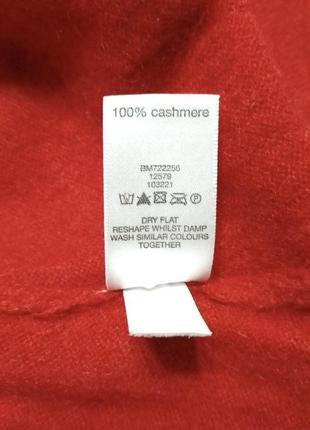 100% cashmere
BM722256
12579
103221
P
DRY FLAT
RESHAPE WHILST DAMP
WASH SIMILAR COLOURS
TOGETHER